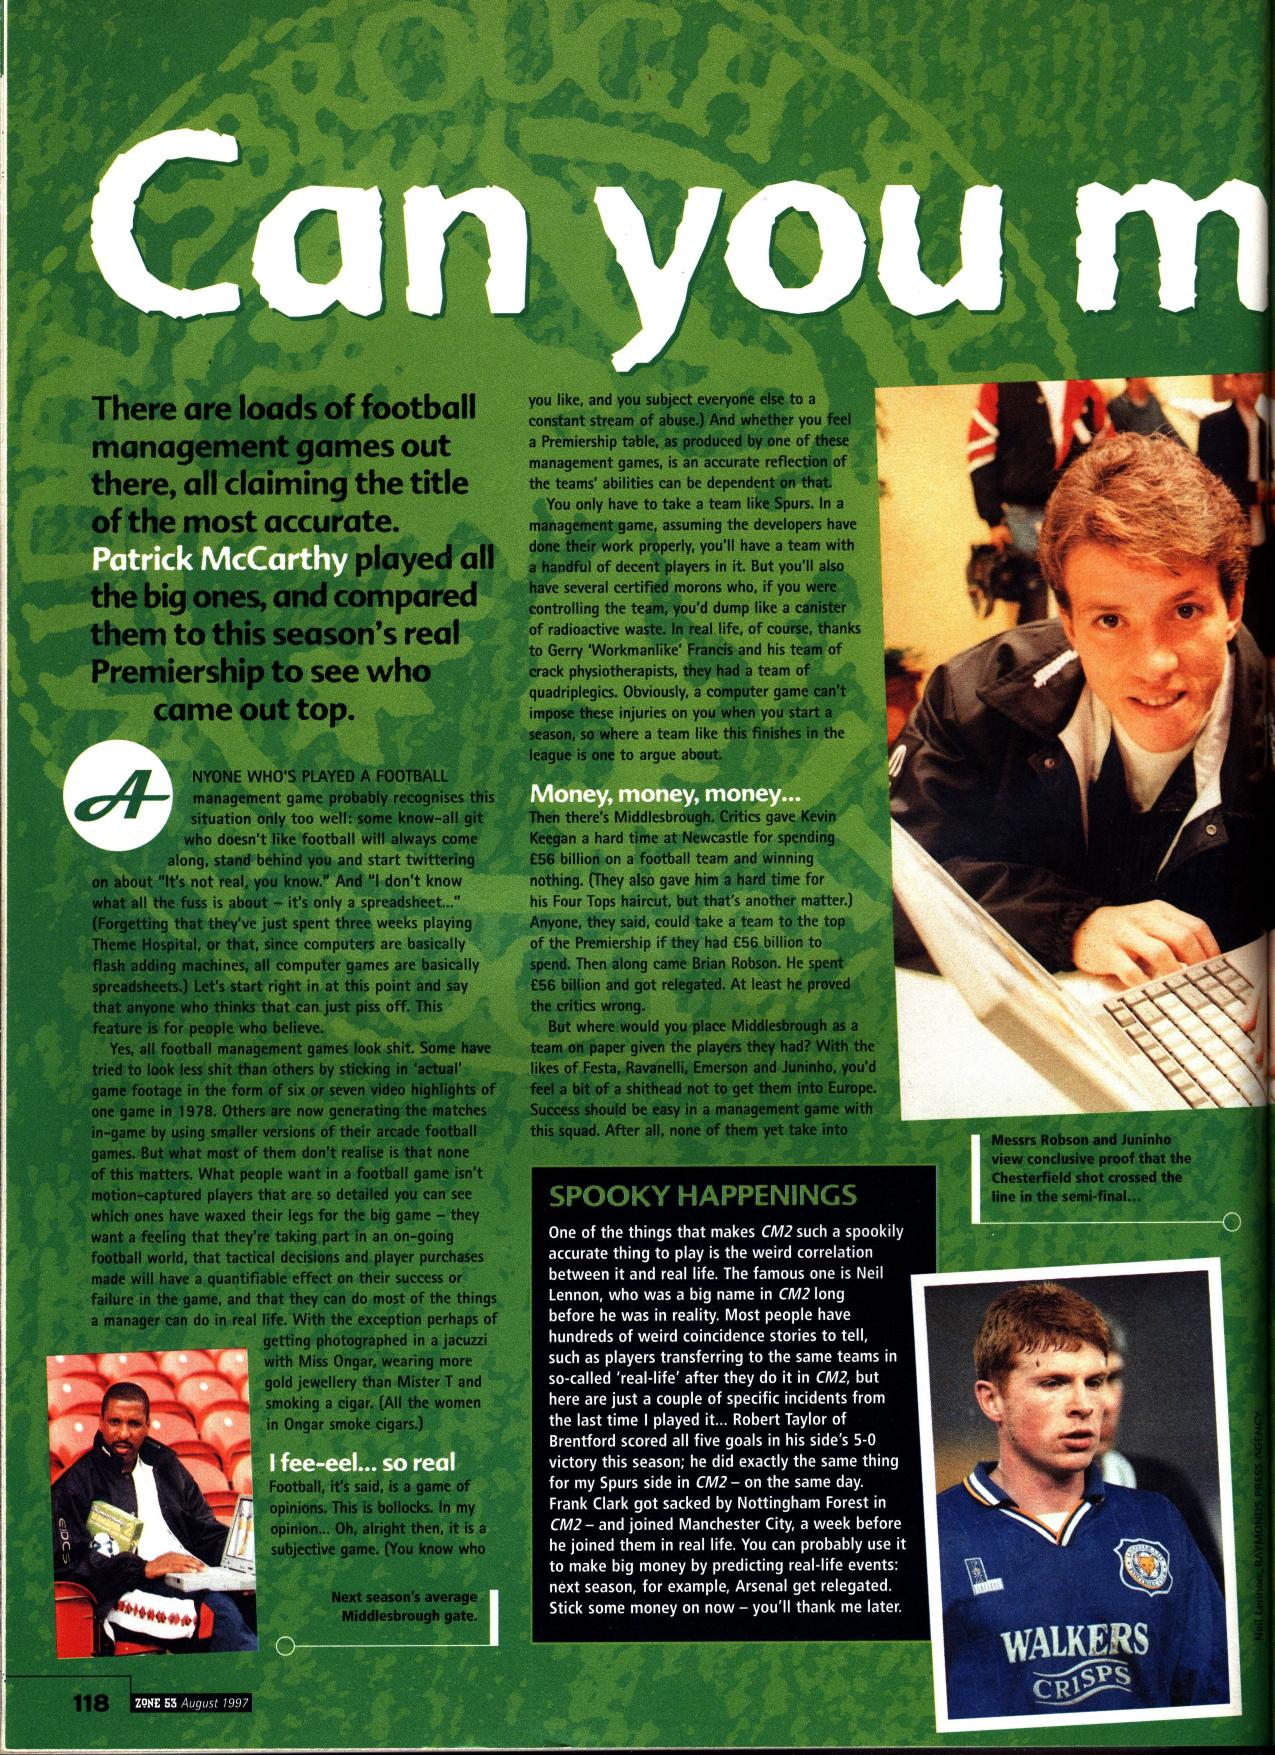 Can you m
There are loads of football
management games out
there, all claiming the title
of the most accurate.
Patrick McCarthy played all
the big ones, and compared
them to this season's real
Premiership to see who
came out top.
A
NYONE WHO'S PLAYED A FOOTBALL
management game probably recognises this
situation only too well: some know-all git
who doesn't like football will always come
along, stand behind you and start twittering
on about "It's not real, you know." And "I don't know
what all the fuss is about – it's only a spreadsheet..."
(Forgetting that they've just spent three weeks playing
Theme Hospital, or that, since computers are basically
flash adding machines, all computer games are basically
spreadsheets.) Let's start right in at this point and say
that anyone who thinks that can just piss off. This
feature is for people who believe.
Yes, all football management games look shit. Some have
tried to look less shit than others by sticking in 'actual'
game footage in the form of six or seven video highlights of
one game in 1978. Others are now generating the matches
in-game by using smaller versions of their arcade football
games. But what most of them don't realise is that none
of this matters. What people want in a football game isn't
motion-captured players that are so detailed you can see
which ones have waxed their legs for the big game – they
want a feeling that they're taking part in an on-going
football world, that tactical decisions and player purchases
made will have a quantifiable effect on their success or
failure in the game, and that they can do most of the things
a manager can do in real life. With the exception perhaps of
getting photographed in a jacuzzi
with Miss Ongar, wearing more
gold jewellery than Mister T and
smoking a cigar. (All the women
in Ongar smoke cigars.)
I fee-eel... so real
Football, it's said, is a game of
opinions. This is bollocks. In my
opinion... Oh, alright then, it is a
subjective game. (You know who
Next season's average
Middlesbrough gate.
you like, and you subject everyone else to a
constant stream of abuse.) And whether you feel
a Premiership table, as produced by one of these
management games, is an accurate reflection of
the teams' abilities can be dependent on that.
You only have to take a team like Spurs. In a
management game, assuming the developers have
done their work properly, you'll have a team with
a handful of decent players in it. But you'll also
have several certified morons who, if you were
controlling the team, you'd dump like a canister
of radioactive waste. In real life, of course, thanks
to Gerry 'Workmanlike' Francis and his team of
crack physiotherapists, they had a team of
quadriplegics. Obviously, a computer game can't
impose these injuries on you when you start a
season, so where a team like this finishes in the
league is one to argue about.
Money, money, money...
Then there's Middlesbrough. Critics gave Kevin
Keegan a hard time at Newcastle for spending
£56 billion on a football team and winning
nothing. (They also gave him a hard time for
his Four Tops haircut, but that's another matter.)
Anyone, they said, could take a team to the top
of the Premiership if they had £56 billion to
spend. Then along came Brian Robson. He spent
£56 billion and got relegated. At least he proved
the critics wrong.
But where would you place Middlesbrough as a
team on paper given the players they had? With the
likes of Festa, Ravanelli, Emerson and Juninho, you'd
feel a bit of a shithead not to get them into Europe.
Success should be easy in a management game with
this squad. After all, none of them yet take into
SPOOKY HAPPENINGS
One of the things that makes CM2 such a spookily
accurate thing to play is the weird correlation
between it and real life. The famous one is Neil
Lennon, who was a big name in CM2 long
before he was in reality. Most people have
hundreds of weird coincidence stories to tell,
such as players transferring to the same teams in
so-called 'real-life' after they do it in CM2, but
here are just a couple of specific incidents from
the last time I played it... Robert Taylor of
Brentford scored all five goals in his side's 5-0
victory this season; he did exactly the same thing
for my Spurs side in CM2 – on the same day.
Frank Clark got sacked by Nottingham Forest in
CM2 – and joined Manchester City, a week before
he joined them in real life. You can probably use it
to make big money by predicting real-life events:
next season, for example, Arsenal get relegated.
Stick some money on now – you'll thank me later.
Messrs Robson and Juninho
view conclusive proof that the
Chesterfield shot crossed the
line in the semi-final...
WALKERS
CRISPS
Neil Lennon, RAYMONDS PRESS AGENCY.
EIDOS
118 ZONE 53 August 1997